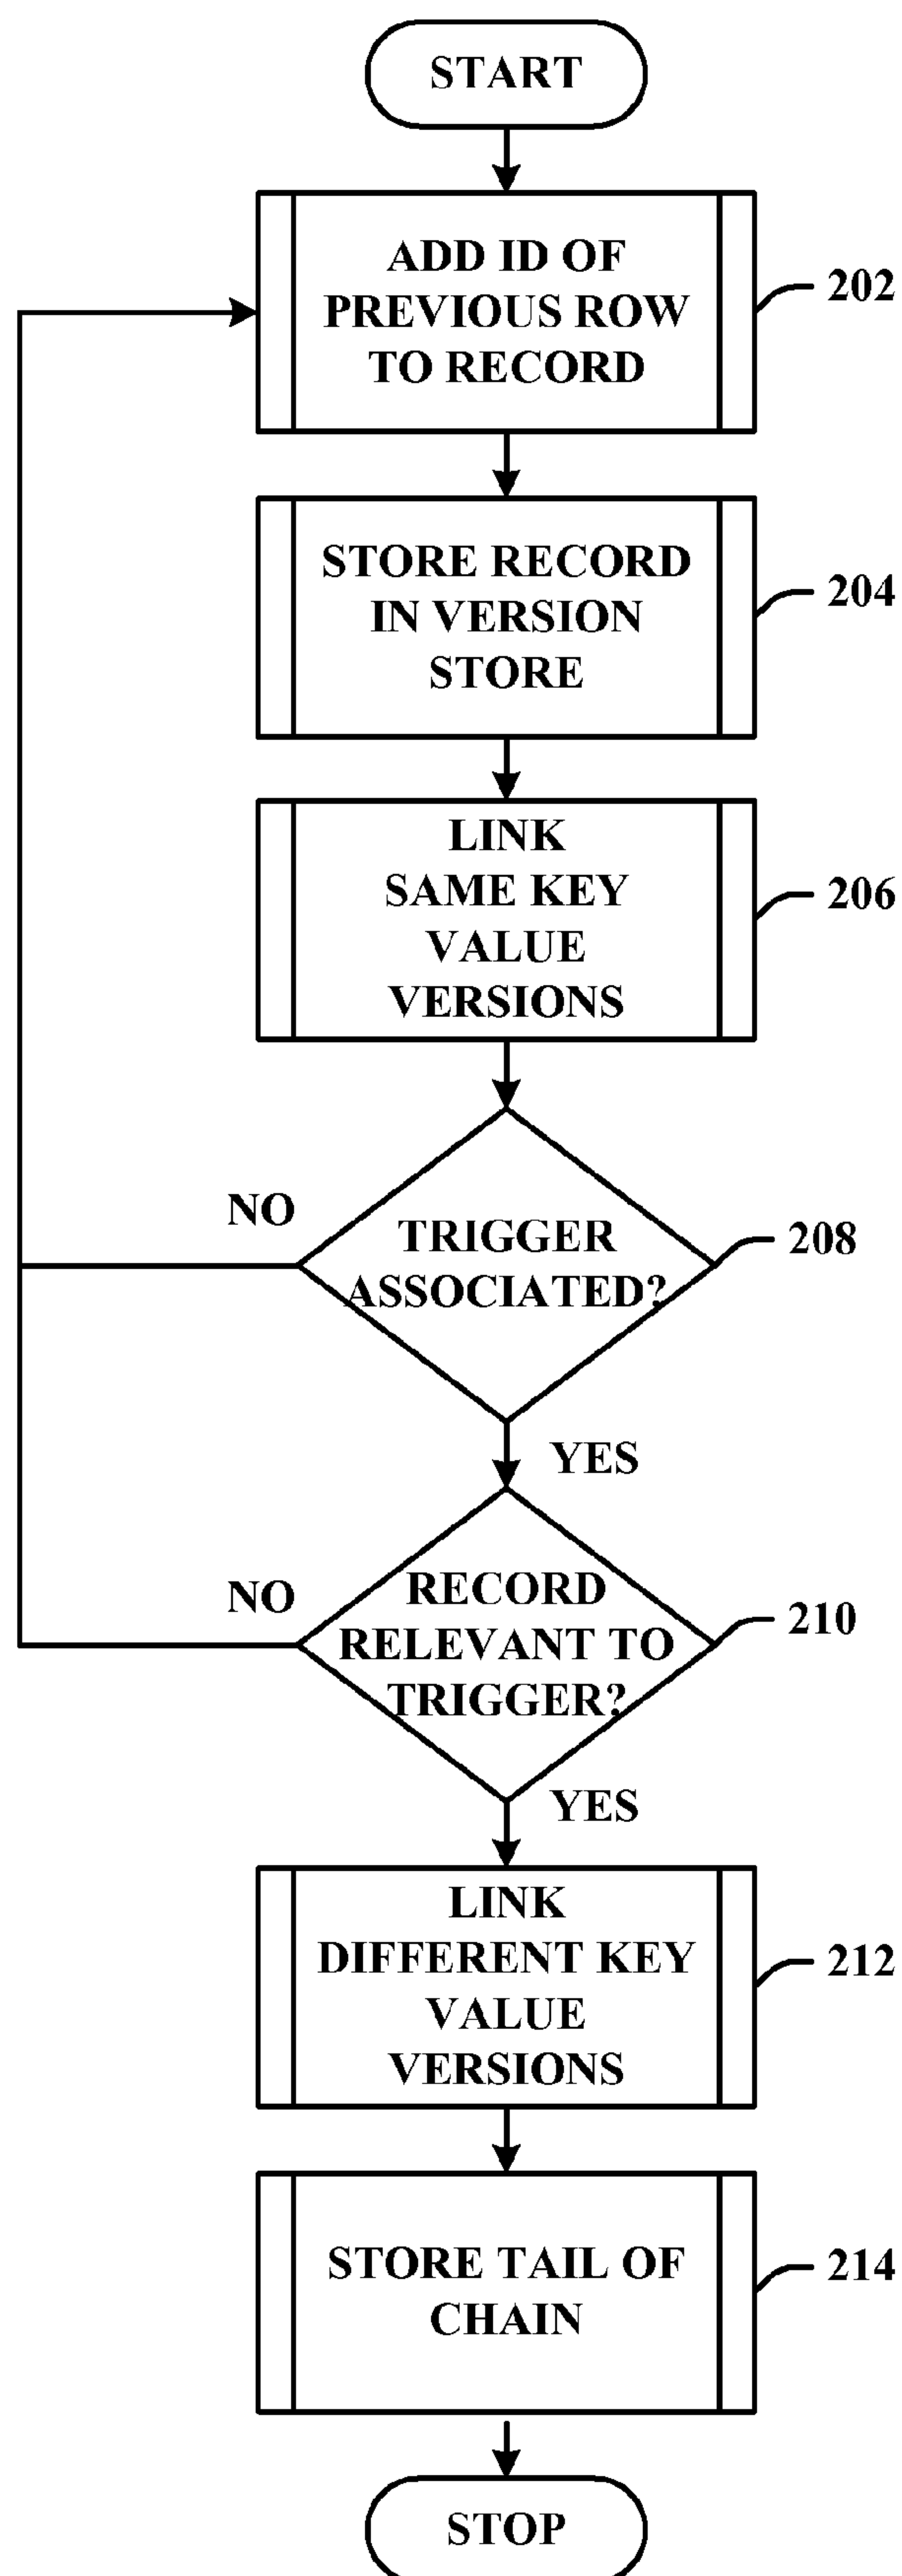 START
ADD ID OF
PREVIOUS ROW
TO RECORD
202
STORE RECORD
IN VERSION
STORE
204
LINK
SAME KEY
VALUE
VERSIONS
206
NO
TRIGGER
ASSOCIATED?
208
YES
NO
RECORD
RELEVANT TO
TRIGGER?
210
YES
LINK
DIFFERENT KEY
VALUE
VERSIONS
212
STORE TAIL OF
CHAIN
214
STOP